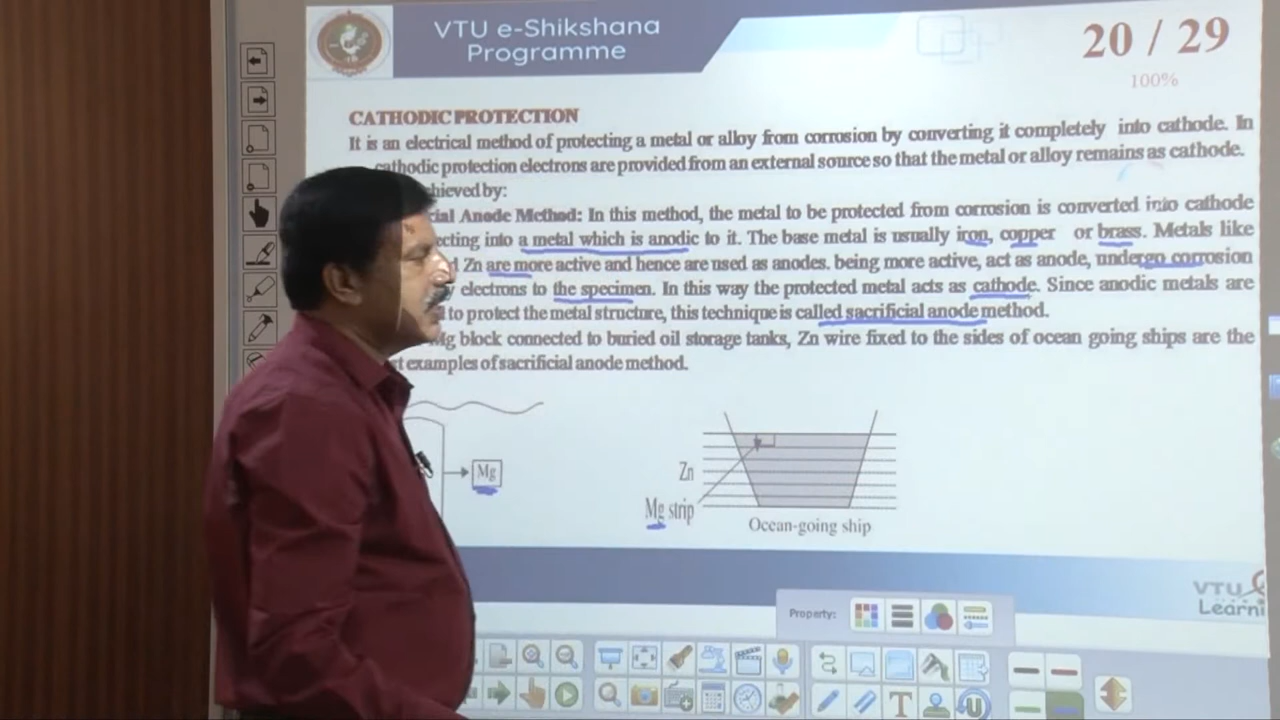 VTU e-Shikshana
Programme
20 / 29
100%
CATHODIC PROTECTION
It is an electrical method of protecting a metal or alloy from corrosion by converting it completely into cathode. In
cathodic protection electrons are provided from an external source so that the metal or alloy remains as cathode.
Anode Method: In this method, the metal to be protected from corrosion is converted into cathode
into a metal which is anodic to it. The base metal is usually iron, copper or brass. Metals like
Zn are more active and hence are used as anodes. being more active, act as anode, undergo corrosion
electrons to the specimen. In this way the protected metal acts as cathode. Since anodic metals are
to protect the metal structure, this technique is called sacrificial anode method.
Mg block connected to buried oil storage tanks, Zn wire fixed to the sides of ocean going ships are the
examples of sacrificial anode method.
Mg
Zn
Mg strip
Ocean-going ship
VTU
Learni
Property:
T